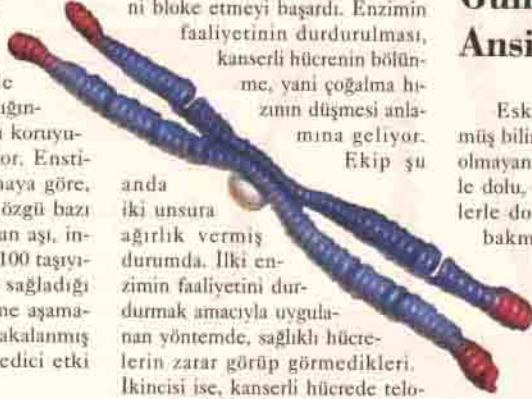 ni bloke etmeyi başardı. Enzimin
faaliyetinin durdurulması,
kanserli hücrenin bölün-
me, yani çoğalma hı-
zının düşmesi anla-
mına geliyor.
Ekip şu
anda
iki unsura
ağırlık vermiş
durumda. İlki en-
zimin faaliyetini dur-
durmak amacıyla uygula-
nan yöntemde, sağlıklı hücre-
lerin zarar görüp görmedikleri.
İkincisi ise, kanserli hücrede telo-
koruyu-
or. Ensti-
maya göre,
özgü bazı
an aşı, in-
100 taşıyı-
sağladığı
me aşama-
akalanmış
edici etki
Ansi
Esk
müş bilin
olmayan
le dolu,
lerle do
bakm